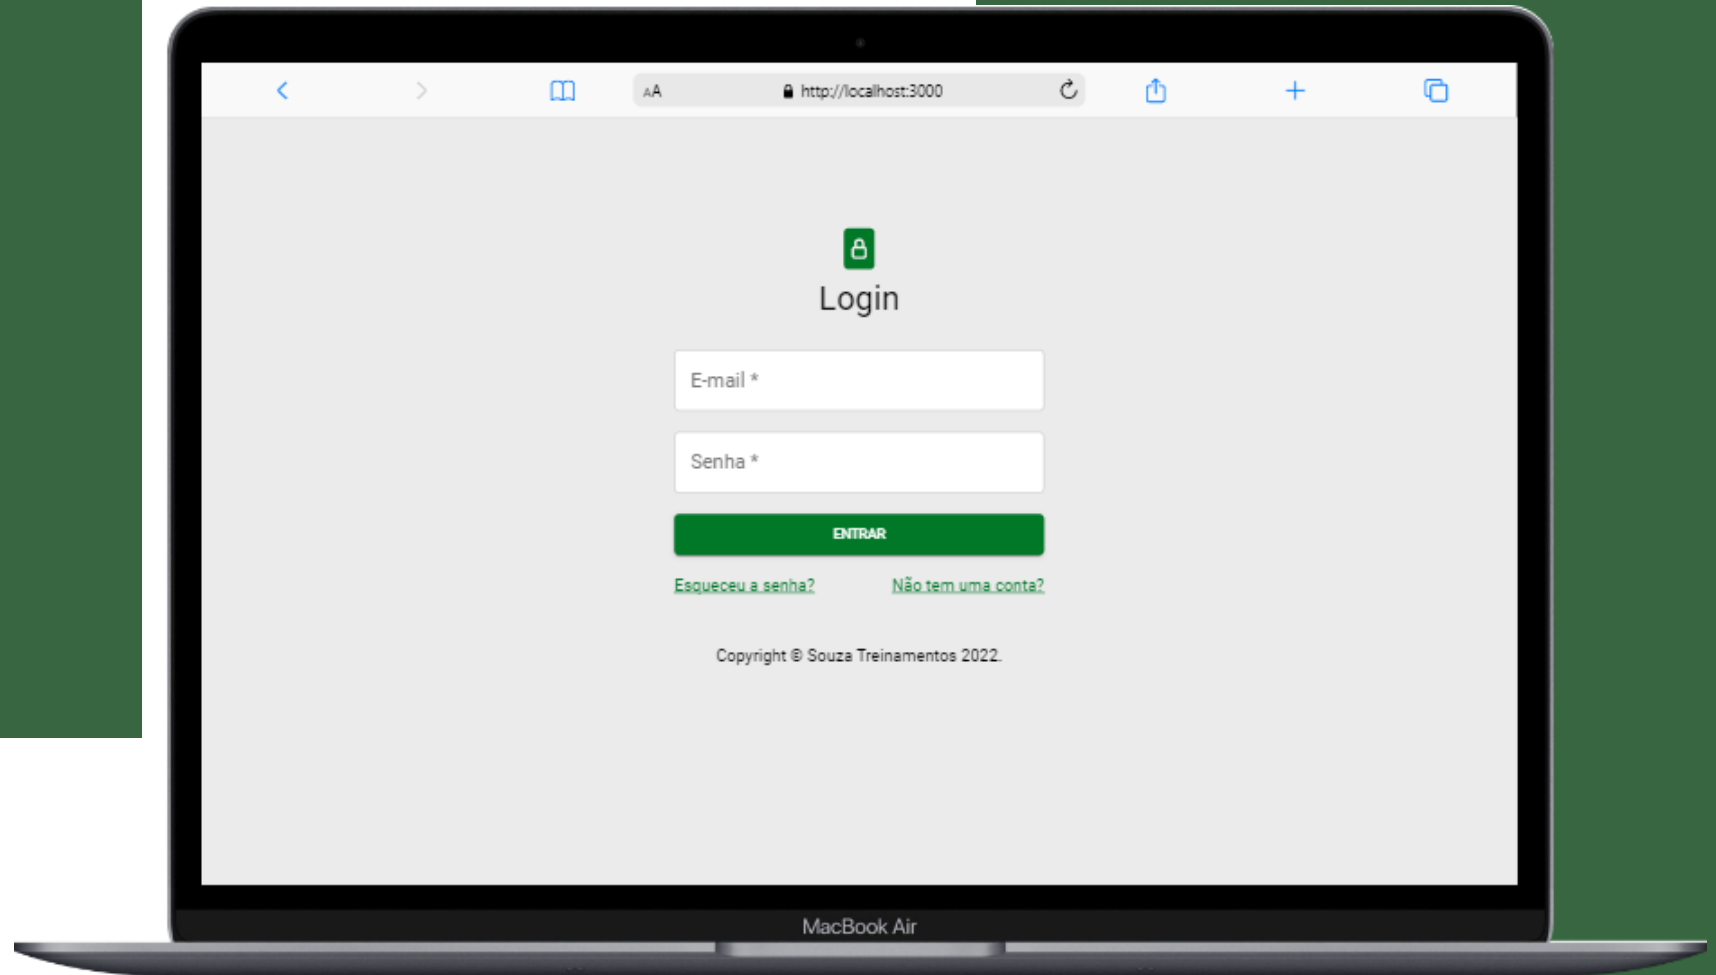 AA http://localhost:3000
Login
E-mail *
Senha *
ENTRAR
Esqueceu a senha? Não tem uma conta?
Copyright © Souza Treinamentos 2022.
MacBook Air